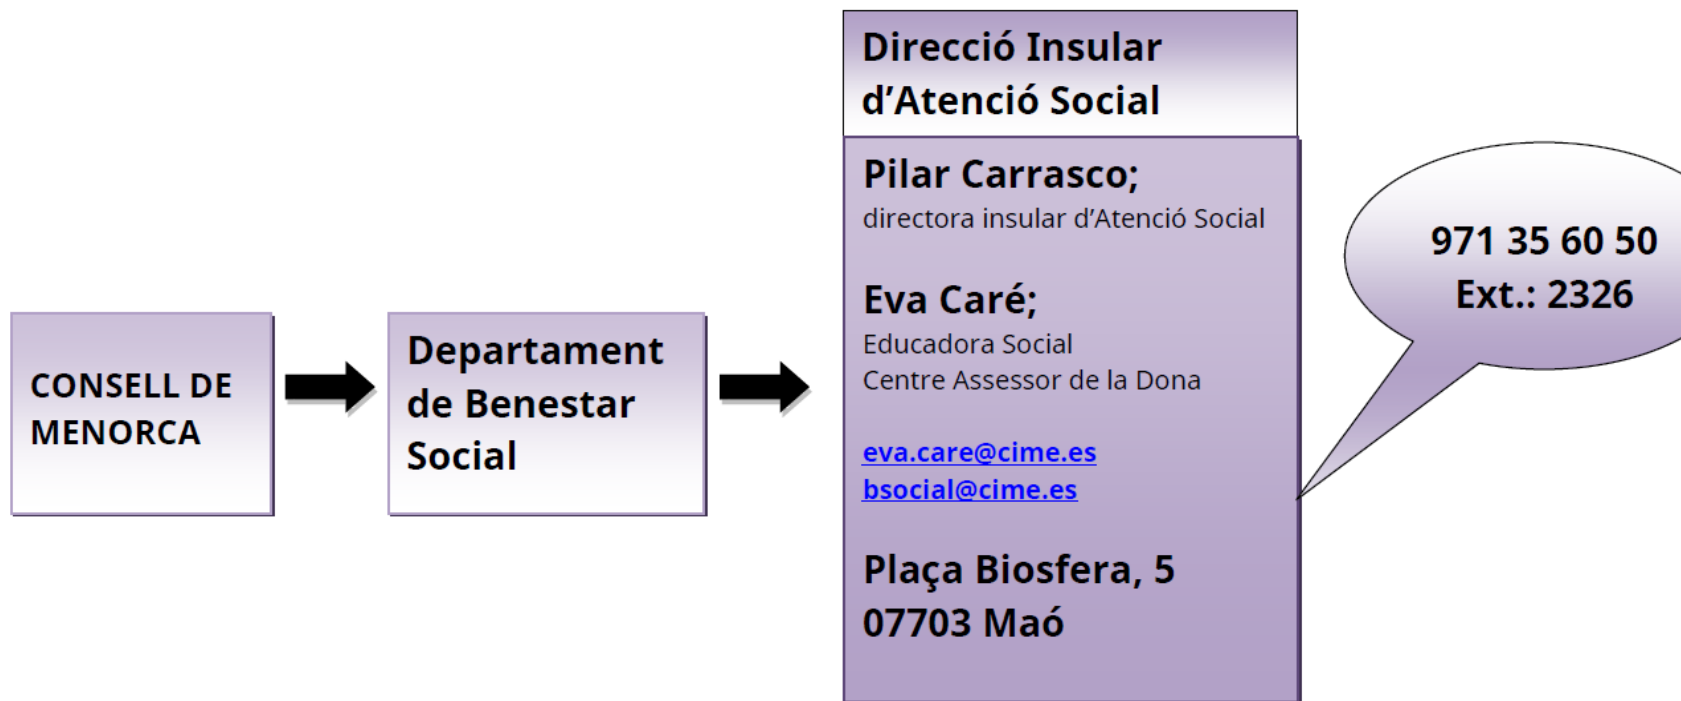 CONSELL DE
MENORCA
Departament
de Benestar
Social
Direcció Insular
d’Atenció Social
Pilar Carrasco;
directora insular d’Atenció Social
Eva Caré;
Educadora Social
Centre Assessor de la Dona
eva.care@cime.es
bsocial@cime.es
Plaça Biosfera, 5
07703 Maó
971 35 60 50
Ext.: 2326